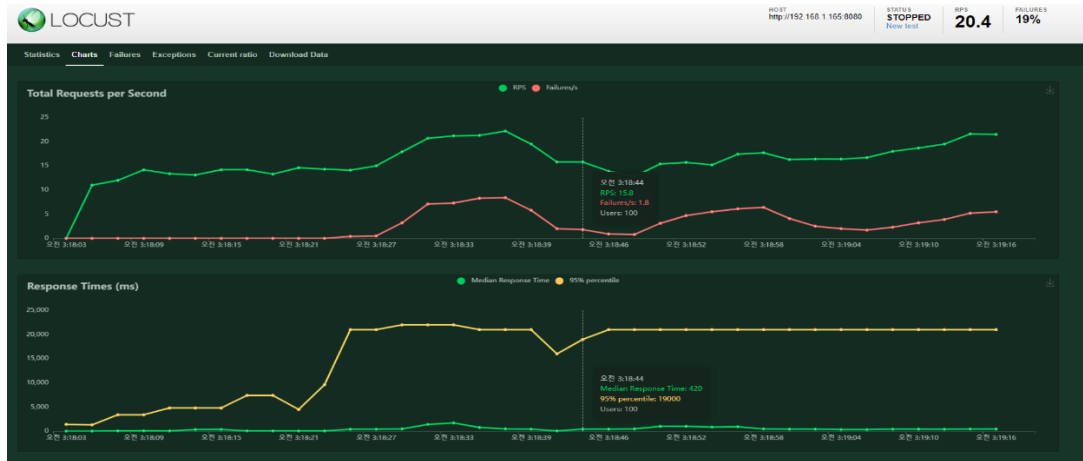 LOCUST
HOST
http://192.168.1.165:8080
STATUS
STOPPED
New test
RPS
20.4
FAILURES
19%
Statistics Charts Failures Exceptions Current ratio Download Data
Total Requests per Second
RPS Failures/s
25
20
15
10
5
0
오전 3:18:03 오전 3:18:09 오전 3:18:15 오전 3:18:21 오전 3:18:27 오전 3:18:33 오전 3:18:39 오전 3:18:46 오전 3:18:52 오전 3:18:58 오전 3:19:04 오전 3:19:10 오전 3:19:16
오전 3:18:44
RPS: 15.8
Failures/s: 1.8
Users: 100
Response Times (ms)
Median Response Time 95% percentile
25,000
20,000
15,000
10,000
5,000
0
오전 3:18:03 오전 3:18:09 오전 3:18:15 오전 3:18:21 오전 3:18:27 오전 3:18:33 오전 3:18:39 오전 3:18:46 오전 3:18:52 오전 3:18:58 오전 3:19:04 오전 3:19:10 오전 3:19:16
오전 3:18:44
Median Response Time: 420
95% percentile: 19000
Users: 100